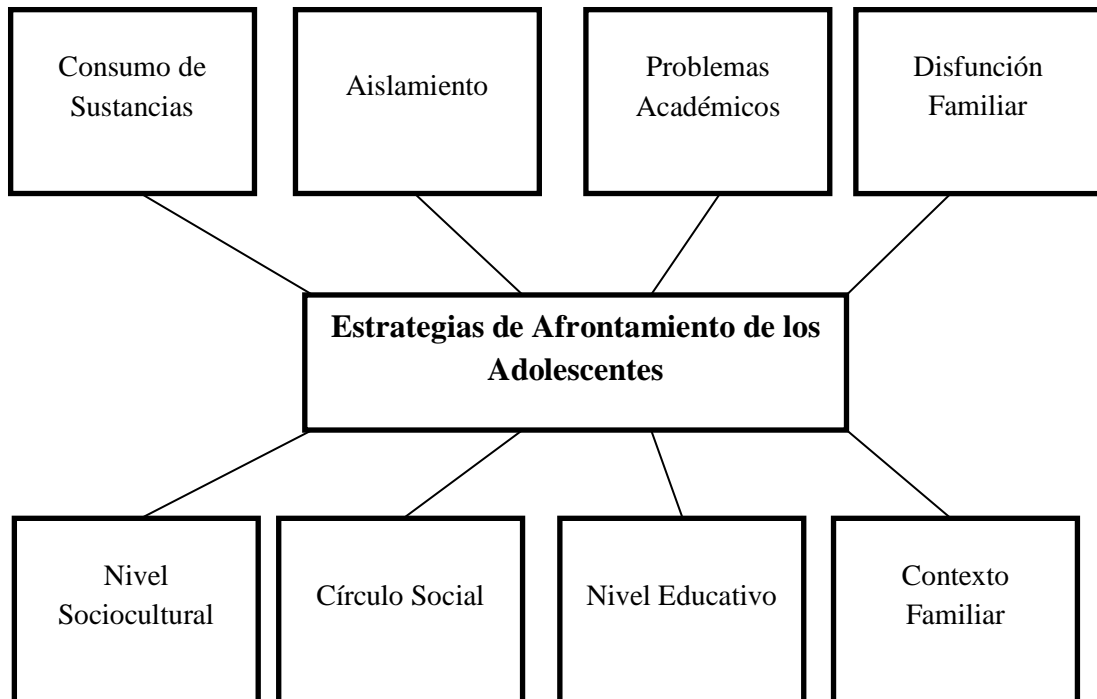 Consumo de
Sustancias
Aislamiento
Problemas
Académicos
Disfunción
Familiar
Estrategias de Afrontamiento de los
Adolescentes
Nivel
Sociocultural
Círculo Social
Nivel Educativo
Contexto
Familiar